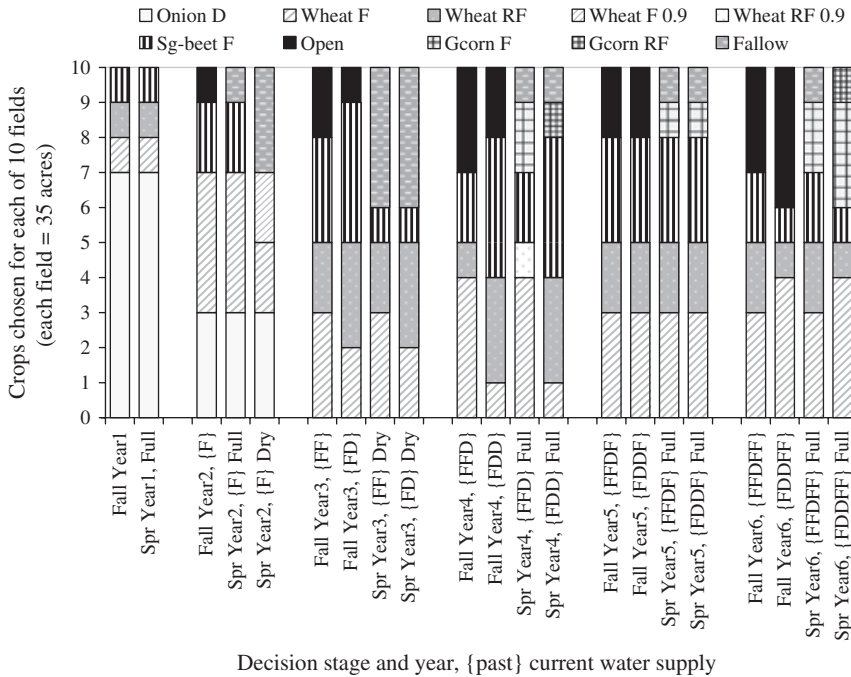 Onion D Wheat F Wheat RF Wheat F 0.9 Wheat RF 0.9
Sg-beet F Open Gcorn F Gcorn RF Fallow
Crops chosen for each of 10 fields
(each field = 35 acres)
10
9
8
7
6
5
4
3
2
1
0
Fall Year1
Spr Year1, Full
Fall Year2, {F}
Spr Year2, {F} Full
Spr Year2, {F} Dry
Fall Year3, {FF}
Fall Year3, {FD}
Spr Year3, {FF} Dry
Spr Year3, {FD} Dry
Fall Year4, {FFD}
Fall Year4, {FDD}
Spr Year4, {FFD} Full
Spr Year4, {FDD} Full
Fall Year5, {FFDF}
Fall Year5, {FDDF}
Spr Year5, {FFDF} Full
Spr Year5, {FDDF} Full
Fall Year6, {FFDFF}
Fall Year6, {FDDFF}
Spr Year6, {FFDFF} Full
Spr Year6, {FDDFF} Full
Decision stage and year, {past} current water supply